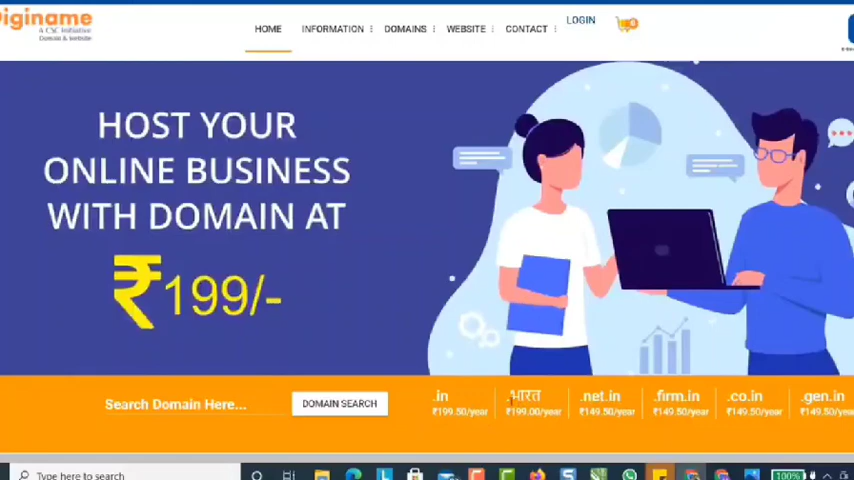 Diginame
A CSC Initiative
Domain & Website
HOME
INFORMATION
DOMAINS
WEBSITE
CONTACT
LOGIN
HOST YOUR
ONLINE BUSINESS
WITH DOMAIN AT
₹199/-
Search Domain Here...
DOMAIN SEARCH
.in
₹199.50/year
.भारत
₹199.00/year
.net.in
₹149.50/year
.firm.in
₹149.50/year
.co.in
₹149.50/year
.gen.in
₹149.50/year
Type here to search
100%